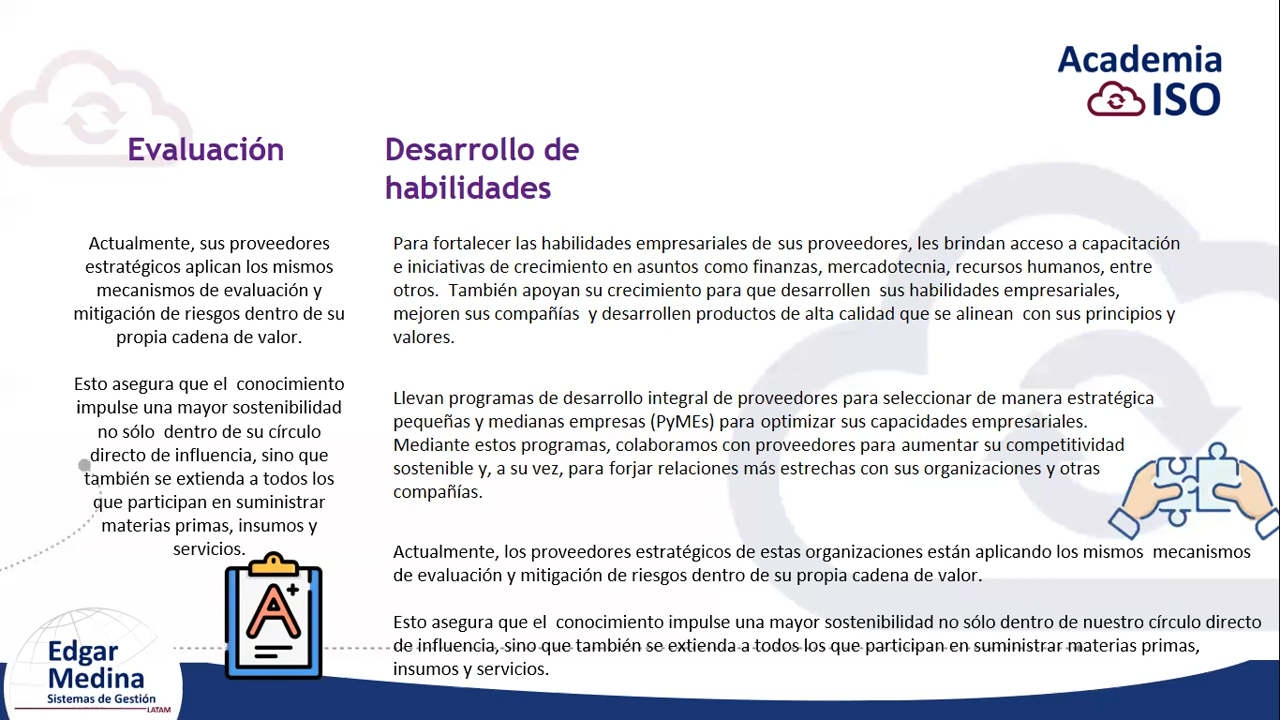 Academia
ISO
Evaluación
Actualmente, sus proveedores
estratégicos aplican los mismos
mecanismos de evaluación y
mitigación de riesgos dentro de su
propia cadena de valor.
Esto asegura que el conocimiento
impulse una mayor sostenibilidad
no sólo dentro de su círculo
directo de influencia, sino que
también se extienda a todos los
que participan en suministrar
materias primas, insumos y
servicios.
Desarrollo de
habilidades
Para fortalecer las habilidades empresariales de sus proveedores, les brindan acceso a capacitación
e iniciativas de crecimiento en asuntos como finanzas, mercadotecnia, recursos humanos, entre
otros. También apoyan su crecimiento para que desarrollen sus habilidades empresariales,
mejoren sus compañías y desarrollen productos de alta calidad que se alinean con sus principios y
valores.
Llevan programas de desarrollo integral de proveedores para seleccionar de manera estratégica
pequeñas y medianas empresas (PyMEs) para optimizar sus capacidades empresariales.
Mediante estos programas, colaboramos con proveedores para aumentar su competitividad
sostenible y, a su vez, para forjar relaciones más estrechas con sus organizaciones y otras
compañías.
Actualmente, los proveedores estratégicos de estas organizaciones están aplicando los mismos mecanismos
de evaluación y mitigación de riesgos dentro de su propia cadena de valor.
Esto asegura que el conocimiento impulse una mayor sostenibilidad no sólo dentro de nuestro círculo directo
de influencia, sino que también se extienda a todos los que participan en suministrar materias primas,
insumos y servicios.
A+
Edgar
Medina
Sistemas de Gestión
LATAM